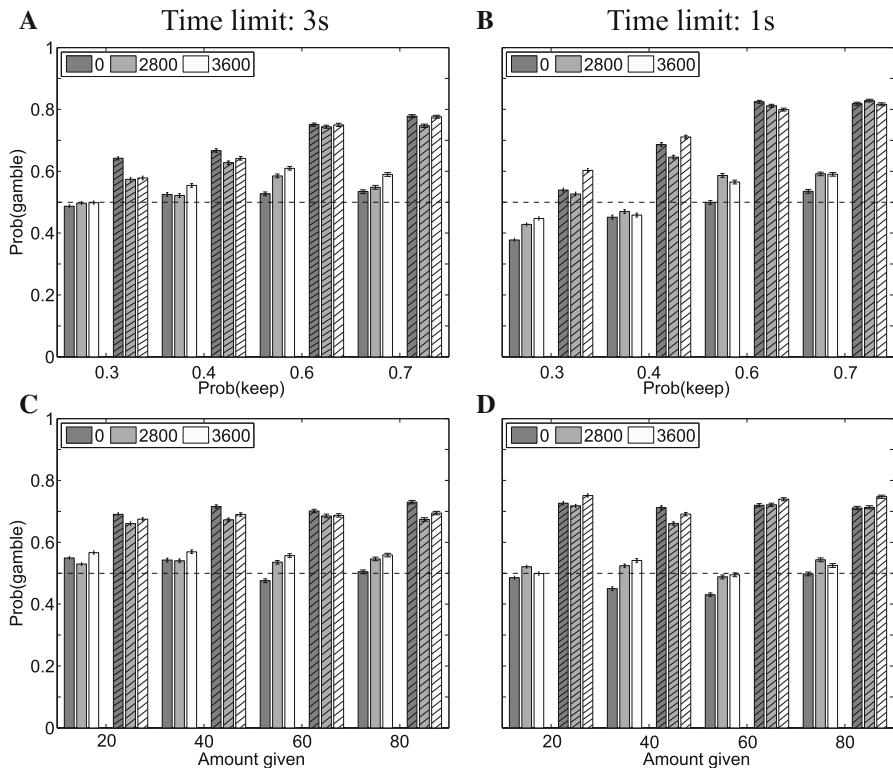 A Time limit: 3s
B Time limit: 1s
1
0.8
0.6
0.4
0.2
0
Prob(gamble)
0 2800 3600
0 2800 3600
0.3 0.4 0.6 0.7
Prob(keep)
0.3 0.4 0.6 0.7
Prob(keep)
C
D
1
0.8
0.6
0.4
0.2
0
Prob(gamble)
0 2800 3600
0 2800 3600
20 40 60 80
Amount given
20 40 60 80
Amount given